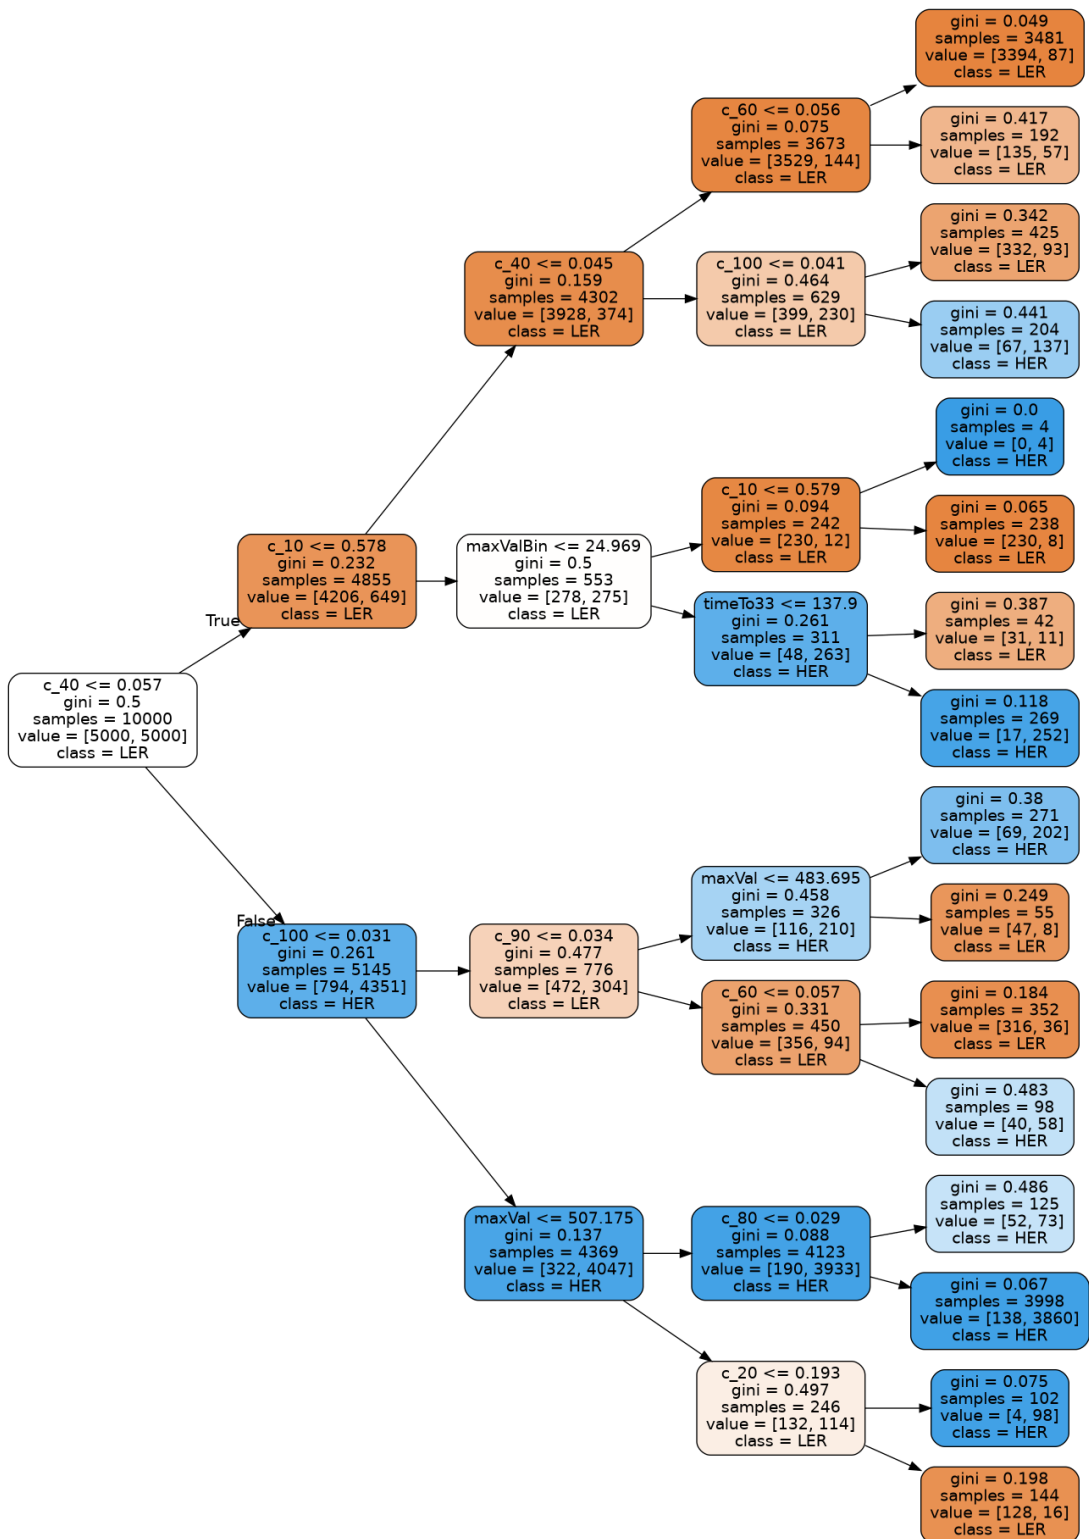 gini = 0.049
samples = 3481
value = [3394, 87]
class = LER
c_60 <= 0.056
gini = 0.075
samples = 3673
value = [3529, 144]
class = LER
gini = 0.417
samples = 192
value = [135, 57]
class = LER
gini = 0.342
samples = 425
value = [332, 93]
class = LER
c_40 <= 0.045
gini = 0.159
samples = 4302
value = [3928, 374]
class = LER
c_100 <= 0.041
gini = 0.464
samples = 629
value = [399, 230]
class = LER
gini = 0.441
samples = 204
value = [67, 137]
class = HER
gini = 0.0
samples = 4
value = [0, 4]
class = HER
c_10 <= 0.579
gini = 0.094
samples = 242
value = [230, 12]
class = LER
gini = 0.065
samples = 238
value = [230, 8]
class = LER
c_10 <= 0.578
gini = 0.232
samples = 4855
value = [4206, 649]
class = LER
maxValBin <= 24.969
gini = 0.5
samples = 553
value = [278, 275]
class = LER
timeTo33 <= 137.9
gini = 0.261
samples = 311
value = [48, 263]
class = HER
gini = 0.387
samples = 42
value = [31, 11]
class = LER
True
c_40 <= 0.057
gini = 0.5
samples = 10000
value = [5000, 5000]
class = LER
gini = 0.118
samples = 269
value = [17, 252]
class = HER
gini = 0.38
samples = 271
value = [69, 202]
class = HER
maxVal <= 483.695
gini = 0.458
samples = 326
value = [116, 210]
class = HER
gini = 0.249
samples = 55
value = [47, 8]
class = LER
False
c_100 <= 0.031
gini = 0.261
samples = 5145
value = [794, 4351]
class = HER
c_90 <= 0.034
gini = 0.477
samples = 776
value = [472, 304]
class = LER
c_60 <= 0.057
gini = 0.331
samples = 450
value = [356, 94]
class = LER
gini = 0.184
samples = 352
value = [316, 36]
class = LER
gini = 0.483
samples = 98
value = [40, 58]
class = HER
gini = 0.486
samples = 125
value = [52, 73]
class = HER
maxVal <= 507.175
gini = 0.137
samples = 4369
value = [322, 4047]
class = HER
c_80 <= 0.029
gini = 0.088
samples = 4123
value = [190, 3933]
class = HER
gini = 0.067
samples = 3998
value = [138, 3860]
class = HER
c_20 <= 0.193
gini = 0.497
samples = 246
value = [132, 114]
class = LER
gini = 0.075
samples = 102
value = [4, 98]
class = HER
gini = 0.198
samples = 144
value = [128, 16]
class = LER